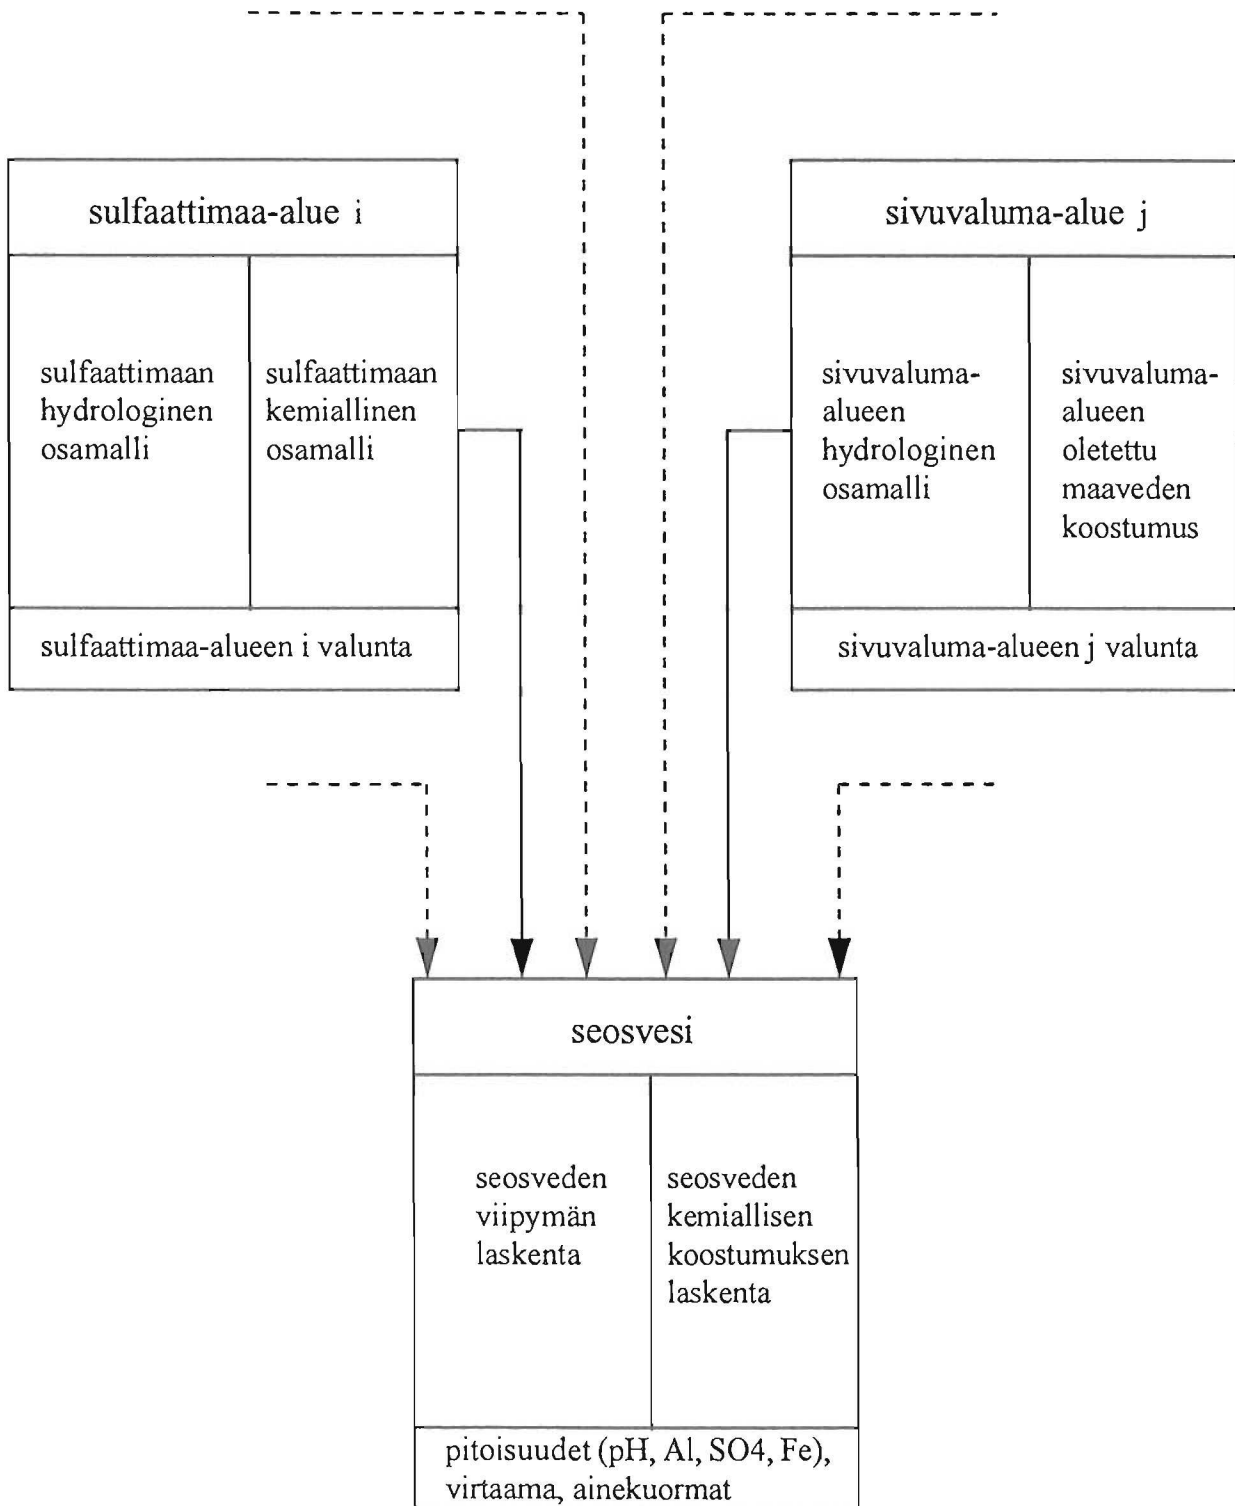 sulfaattimaa-alue i
sulfaattimaan
hydrologinen
osamalli
sulfaattimaan
kemiallinen
osamalli
sulfaattimaa-alueen i valunta
sivuvaluma-alue j
sivuvaluma-
alueen
hydrologinen
osamalli
sivuvaluma-
alueen
oletettu
maaveden
koostumus
sivuvaluma-alueen j valunta
seosvesi
seosveden
viipymän
laskenta
seosveden
kemiallisen
koostumuksen
laskenta
pitoisuudet (pH, Al, SO4, Fe),
virtaama, ainekuormat